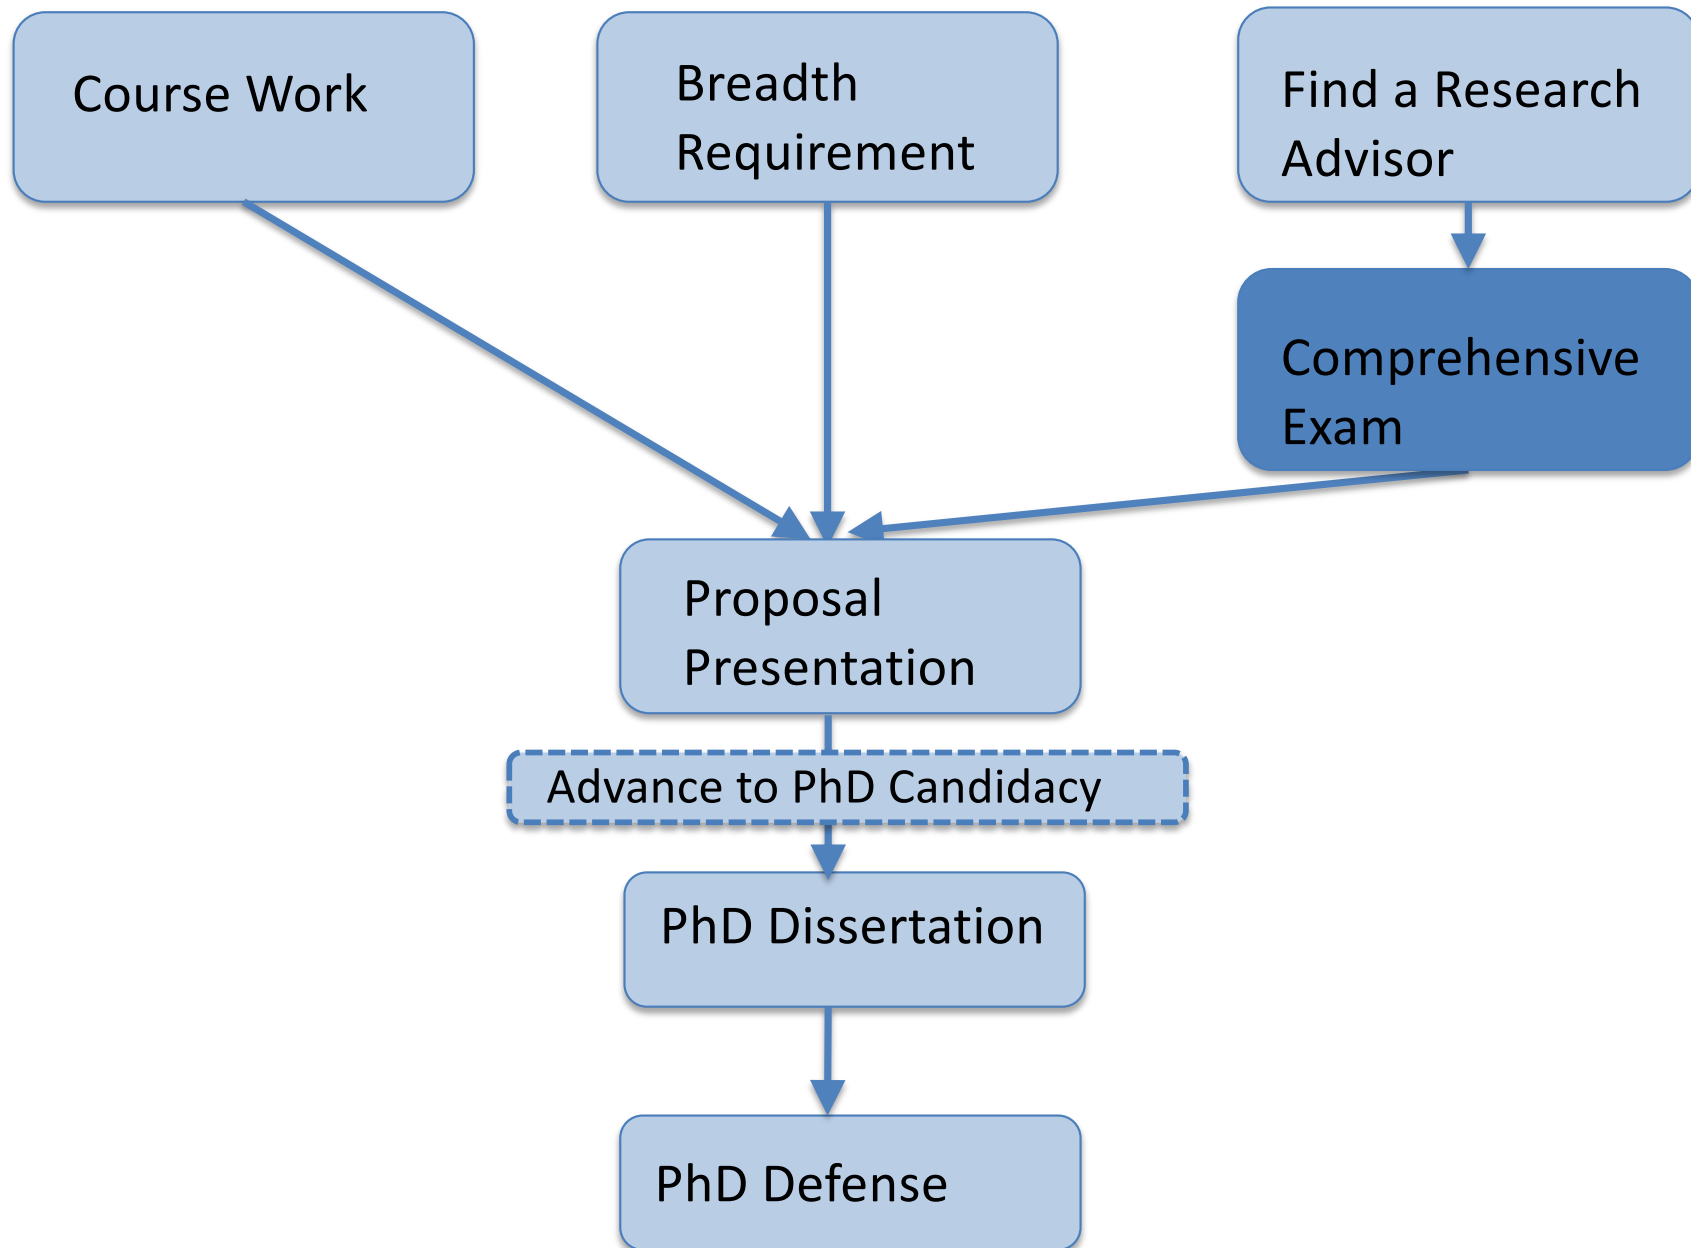 Course Work
Breadth
Requirement
Find a Research
Advisor
Comprehensive
Exam
Proposal
Presentation
Advance to PhD Candidacy
PhD Dissertation
PhD Defense